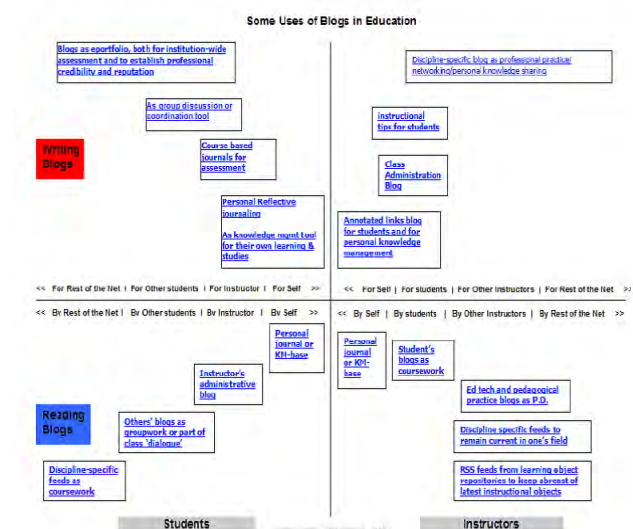 Some Uses of Blogs in Education
Blogs as eportfolio, both for institution-wide
assessment and to establish professional
credibility and reputation
Discipline-specific blog as professional practice/
networking/personal knowledge sharing
As group discussion or
coordination tool
instructional
tips for students
Writing
Blogs
Course based
journals for
assessment
Class
Administration
Blog
Personal Reflective
journaling
As knowledge mgmt tool
for their own learning &
studies
Annotated links blog
for students and for
personal knowledge
management
<< For Rest of the Net I For Other students I For Instructor I For Self >>
<< For Self | For students | For Other Instructors | For Rest of the Net >>
<< By Rest of the Net I By Other students I By Instructor I By Self >>
<< By Self | By students | By Other Instructors | By Rest of the Net >>
Personal
journal or
KM-base
Personal
journal or
KM-
base
Student's
blogs as
coursework
Instructor's
administrative
blog
Ed tech and pedagogical
practice blogs as P.D.
Reading
Blogs
Others' blogs as
groupwork or part of
class 'dialogue'
Discipline specific feeds to
remain current in one's field
Discipline-specific
feeds as
coursework
RSS feeds from learning object
repositories to keep abreast of
latest instructional objects
Students
Instructors